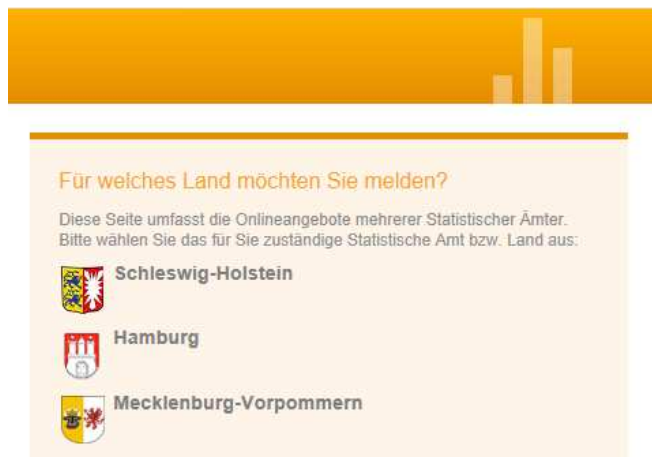 Für welches Land möchten Sie melden?
Diese Seite umfasst die Onlineangebote mehrerer Statistischer Ämter.
Bitte wählen Sie das für Sie zuständige Statistische Amt bzw. Land aus:
Schleswig-Holstein
Hamburg
Mecklenburg-Vorpommern